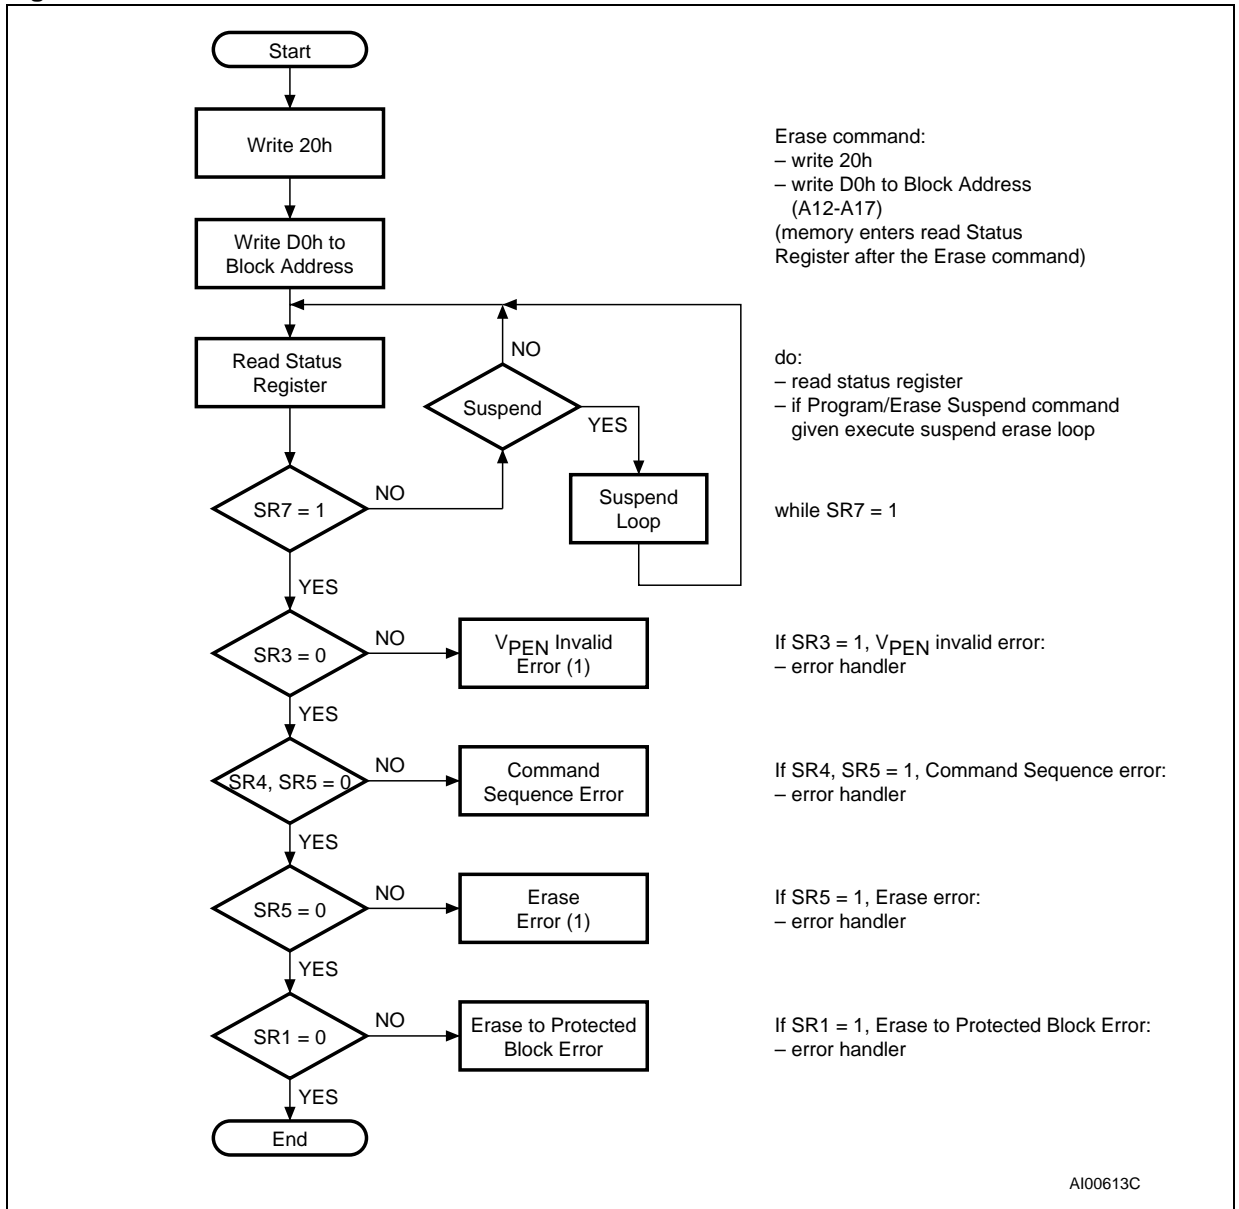 Start
Write 20h
Erase command:
– write 20h
– write D0h to Block Address
(A12-A17)
(memory enters read Status
Register after the Erase command)
Write D0h to
Block Address
Read Status
Register
NO
Suspend
YES
do:
– read status register
– if Program/Erase Suspend command
given execute suspend erase loop
SR7 = 1
NO
Suspend
Loop
while SR7 = 1
YES
SR3 = 0
NO
VPEN Invalid
Error (1)
If SR3 = 1, VPEN invalid error:
– error handler
YES
SR4, SR5 = 0
NO
Command
Sequence Error
If SR4, SR5 = 1, Command Sequence error:
– error handler
YES
SR5 = 0
NO
Erase
Error (1)
If SR5 = 1, Erase error:
– error handler
YES
SR1 = 0
NO
Erase to Protected
Block Error
If SR1 = 1, Erase to Protected Block Error:
– error handler
YES
End
AI00613C